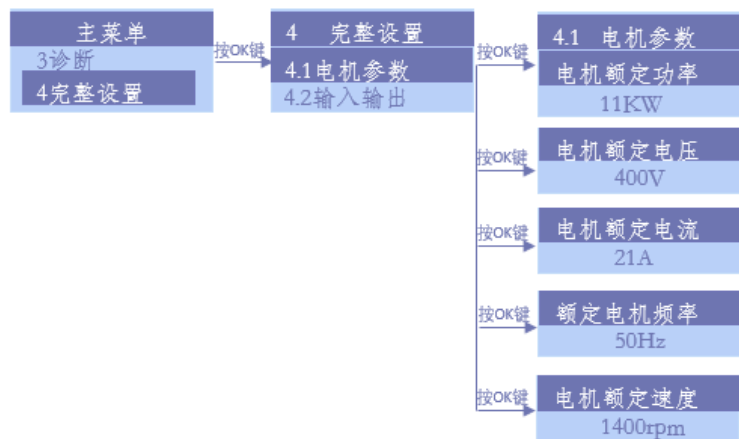 主菜单
3诊断
4完整设置
按OK键
4 完整设置
4.1电机参数
4.2输入输出
按OK键
4.1 电机参数
电机额定功率
11KW
按OK键
电机额定电压
400V
按OK键
电机额定电流
21A
按OK键
额定电机频率
50Hz
按OK键
电机额定速度
1400rpm